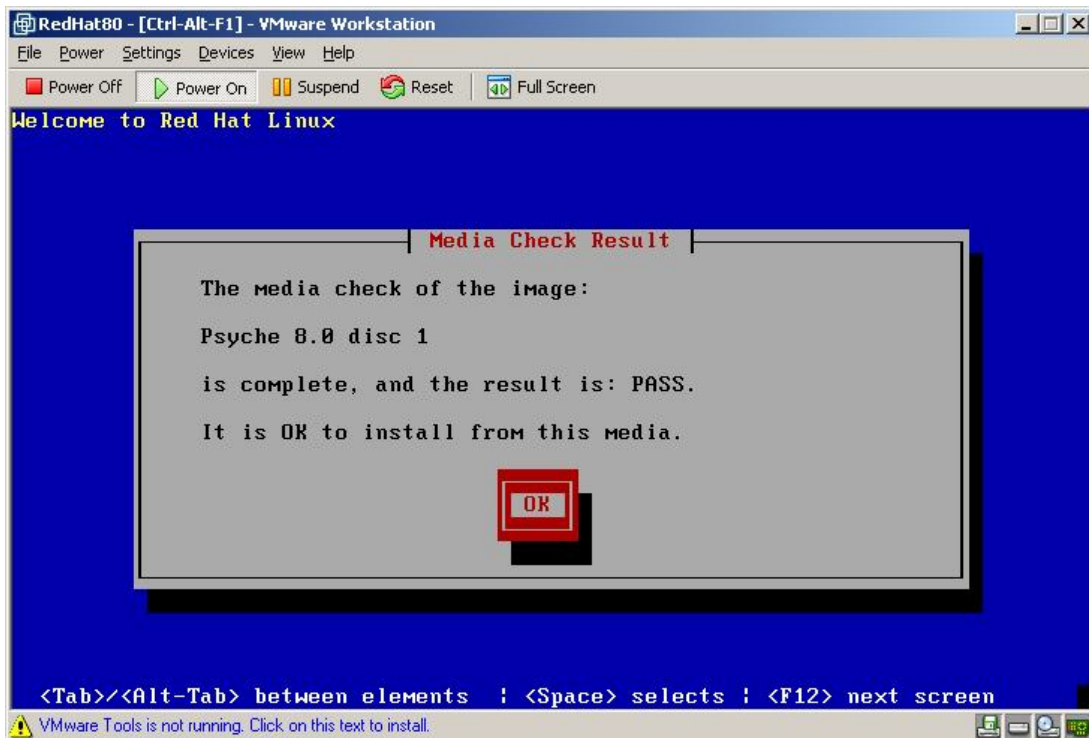 RedHat80 - [Ctrl-Alt-F1] - VMware Workstation
File Power Settings Devices View Help
Power Off Power On Suspend Reset Full Screen
Welcome to Red Hat Linux
Media Check Result
The media check of the image:
Psyche 8.0 disc 1
is complete, and the result is: PASS.
It is OK to install from this media.
OK
<Tab>/<Alt-Tab> between elements ¦ <Space> selects ¦ <F12> next screen
VMware Tools is not running. Click on this text to install.